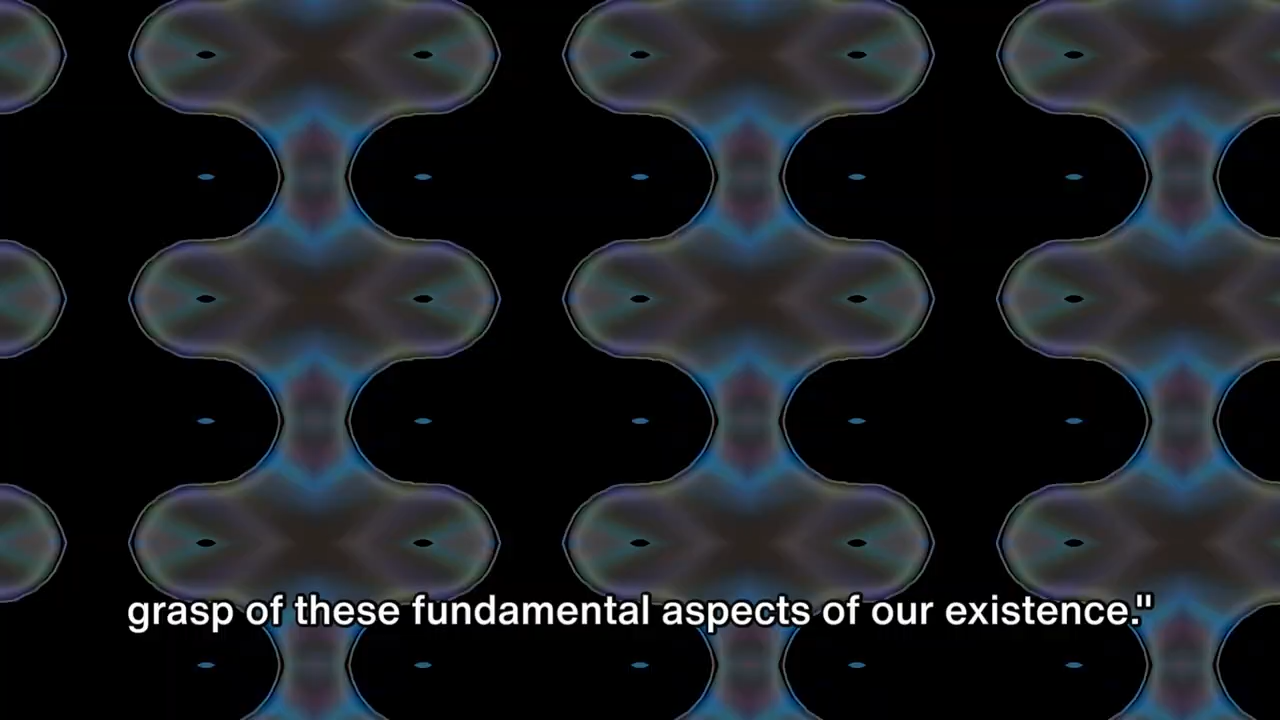 grasp of these fundamental aspects of our existence."